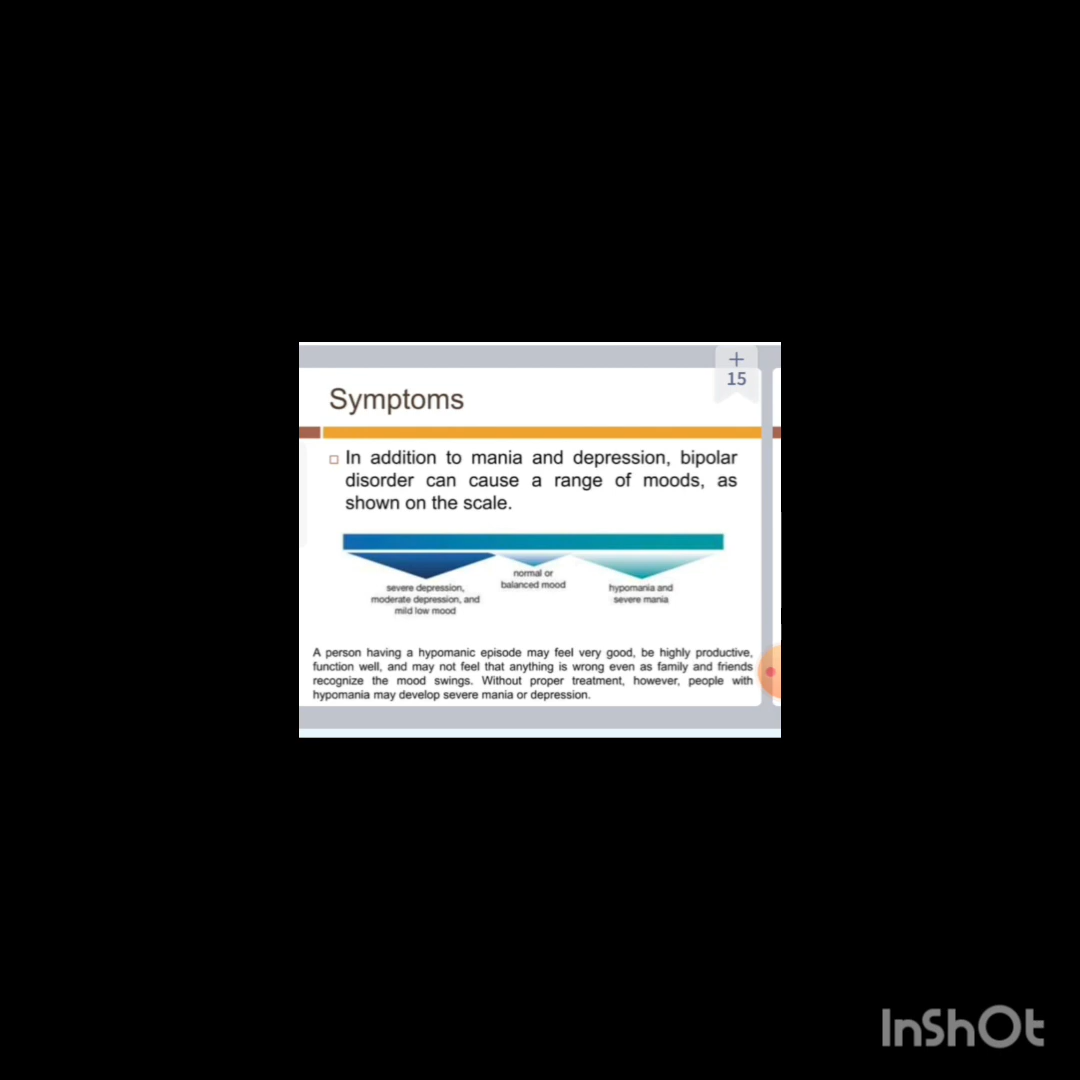 +
15
Symptoms
In addition to mania and depression, bipolar
disorder can cause a range of moods, as
shown on the scale.
severe depression,
moderate depression, and
mild low mood
normal or
balanced mood
hypomania and
severe mania
A person having a hypomanic episode may feel very good, be highly productive,
function well, and may not feel that anything is wrong even as family and friends
recognize the mood swings. Without proper treatment, however, people with
hypomania may develop severe mania or depression.
InShOt